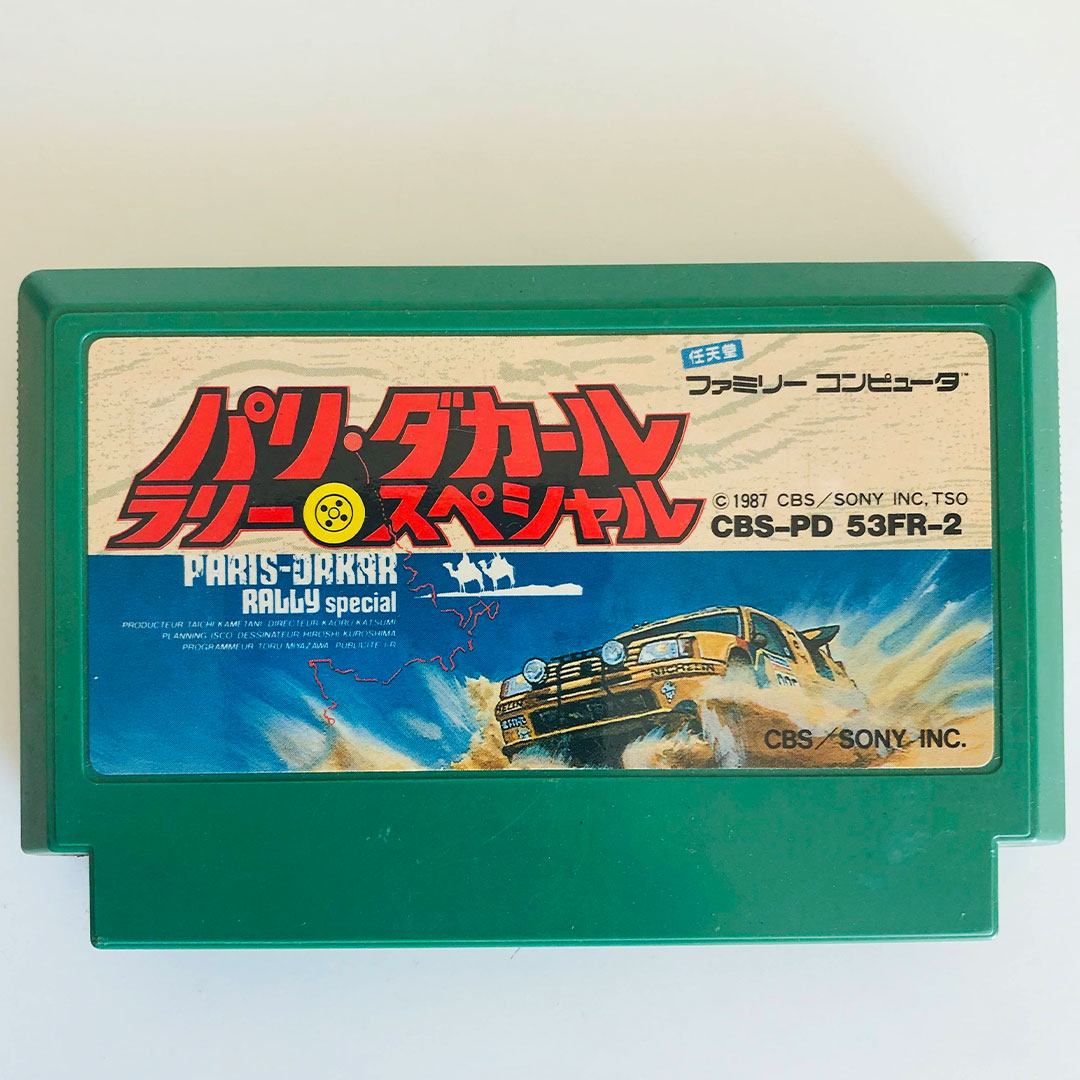 任天堂
ファミリー コンピュータ™
パリ・ダカール
ラリー スペシャル
© 1987 CBS/SONY INC, TSO
CBS-PD 53FR-2
PARIS-DAKAR
RALLY special
PRODUCTEUR TAICHI KAMETANI DIRECTEUR KAORU KATSUMI
PLANNING ISCO DESSINATEUR HIROSHI KUROSHIMA
PROGRAMMEUR TORU MIYAZAWA PUBLICITE I.R
MICHELIN
CBS/SONY INC.